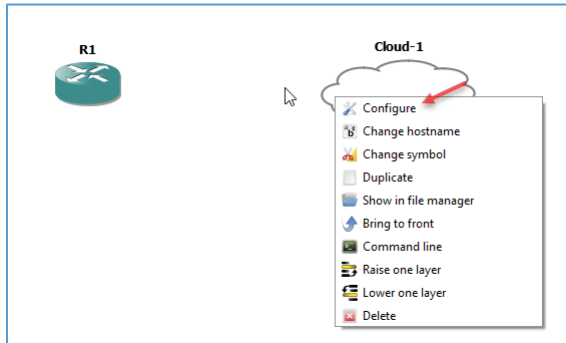 R1
Cloud-1
Configure
Change hostname
Change symbol
Duplicate
Show in file manager
Bring to front
Command line
Raise one layer
Lower one layer
Delete